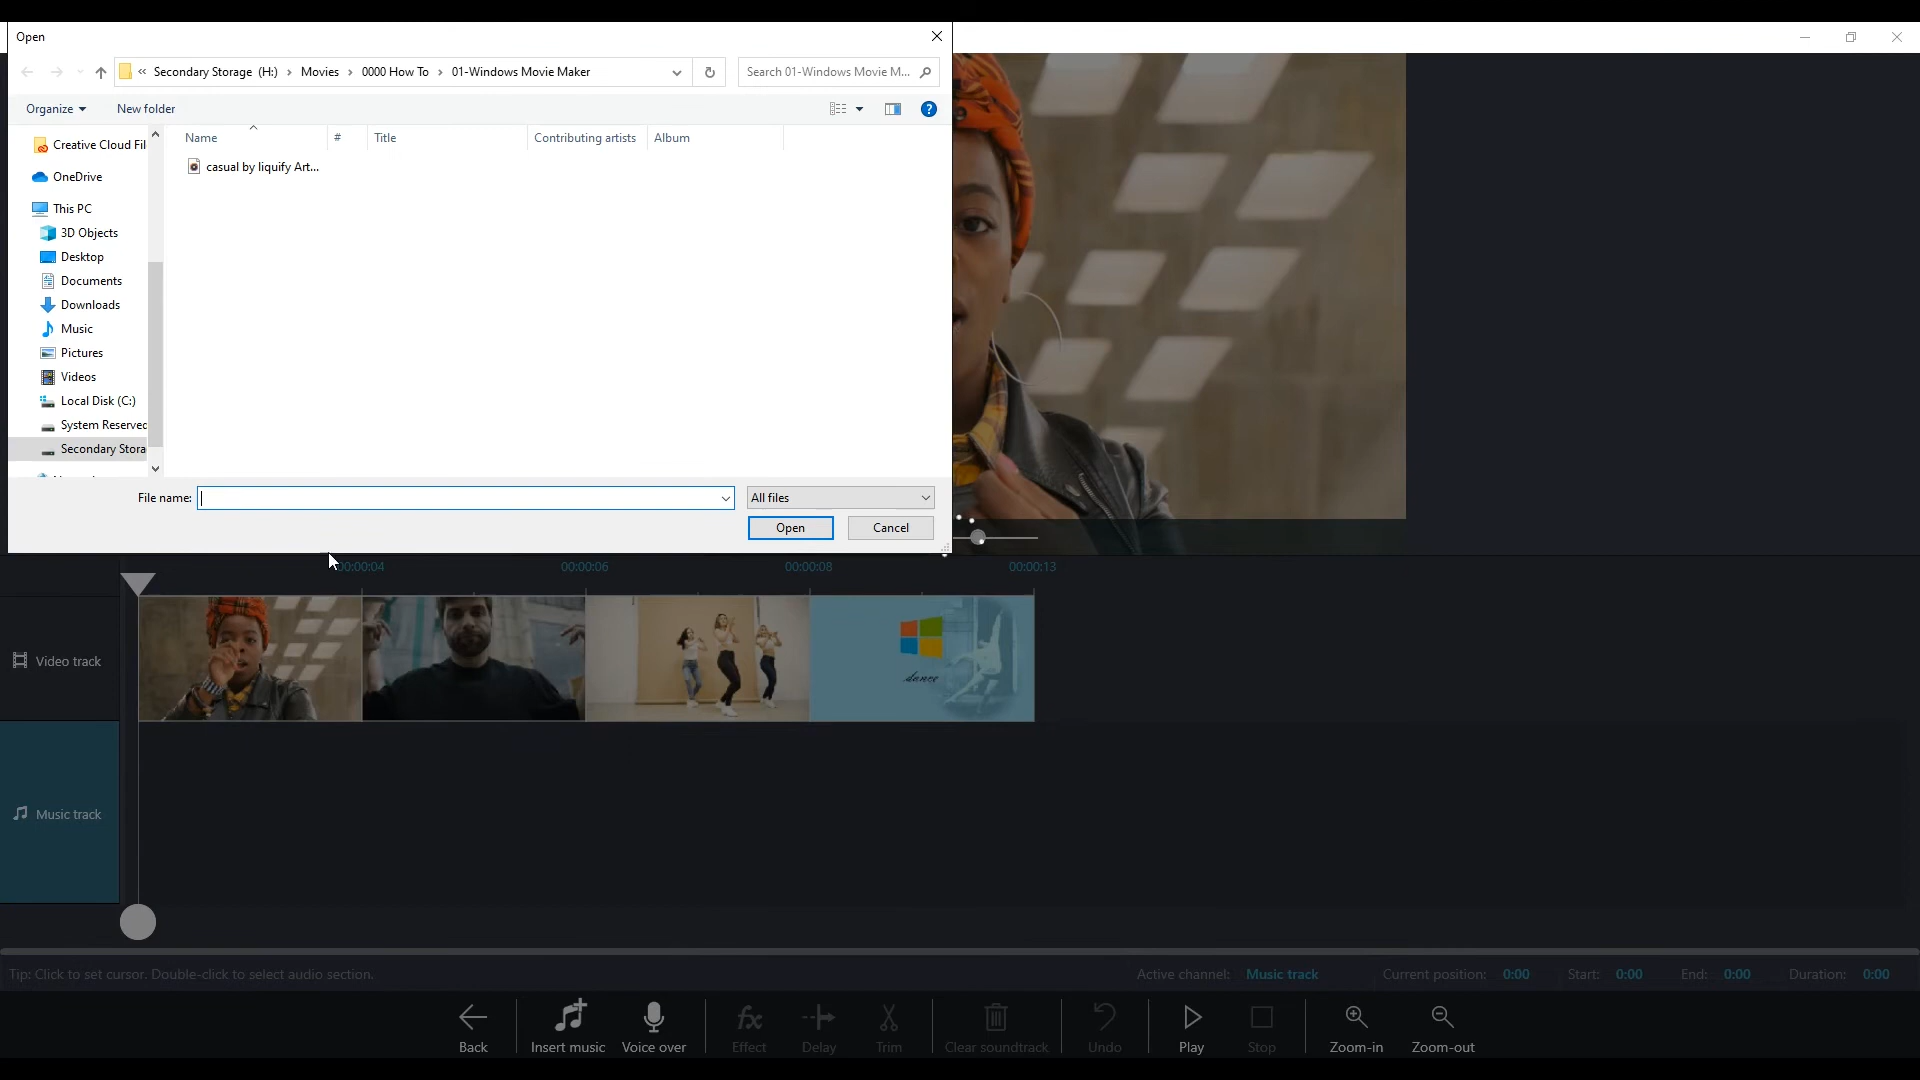 Open
« Secondary Storage (H:) › Movies › 0000 How To › 01-Windows Movie Maker
Search 01-Windows Movie M...
Organize
New folder
Name
#
Title
Contributing artists
Album
casual by liquify Art...
Creative Cloud Fil
OneDrive
This PC
3D Objects
Desktop
Documents
Downloads
Music
Pictures
Videos
Local Disk (C:)
System Reserved
Secondary Stora
File name:
All files
Open
Cancel
00:00:04
00:00:06
00:00:08
00:00:13
Video track
dance
Music track
Tip: Click to set cursor. Double-click to select audio section.
Active channel: Music track
Current position: 0:00
Start: 0:00
End: 0:00
Duration: 0:00
Back
Insert music
Voice over
fx
Effect
Delay
Trim
Clear soundtrack
Undo
Play
Stop
Zoom-in
Zoom-out